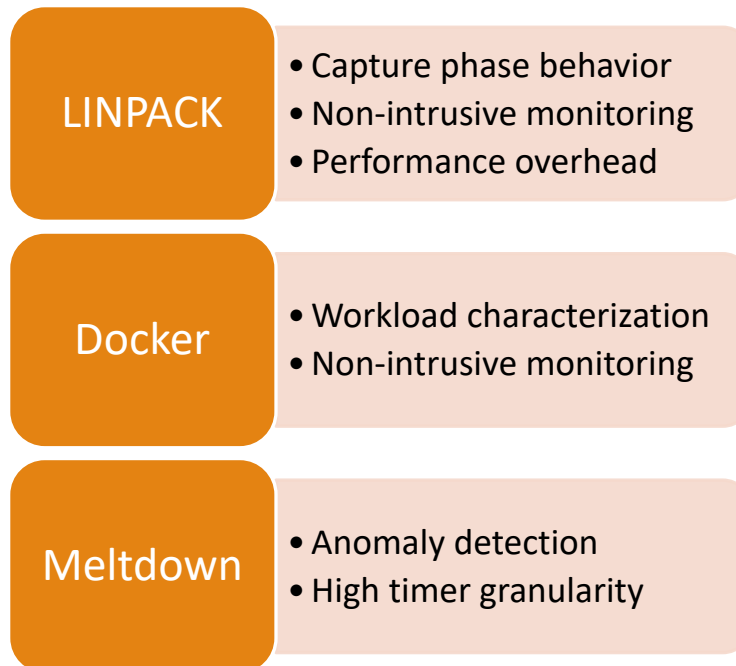 LINPACK
• Capture phase behavior
• Non-intrusive monitoring
• Performance overhead
Docker
• Workload characterization
• Non-intrusive monitoring
Meltdown
• Anomaly detection
• High timer granularity